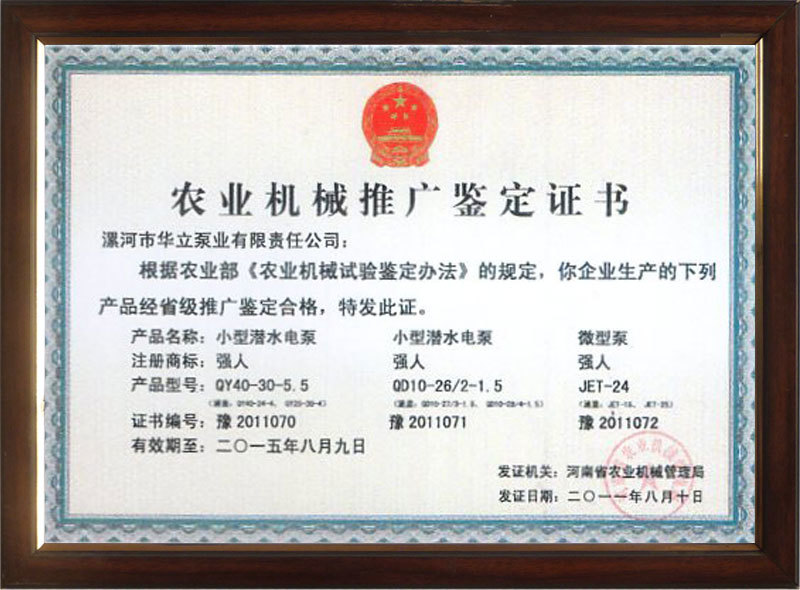 农业机械推广鉴定证书
漯河市华立泵业有限责任公司：
根据农业部《农业机械试验鉴定办法》的规定，你企业生产的下列
产品经省级推广鉴定合格，特发此证。
产品名称：小型潜水电泵 小型潜水电泵 微型泵
注册商标：强人 强人 强人
产品型号：QY40-30-5.5 QD10-26/2-1.5 JET-24
证书编号：豫 2011070 豫 2011071 豫 2011072
有效期至：二〇一五年八月九日
发证机关：河南省农业机械管理局
发证日期：二〇一一年八月十日